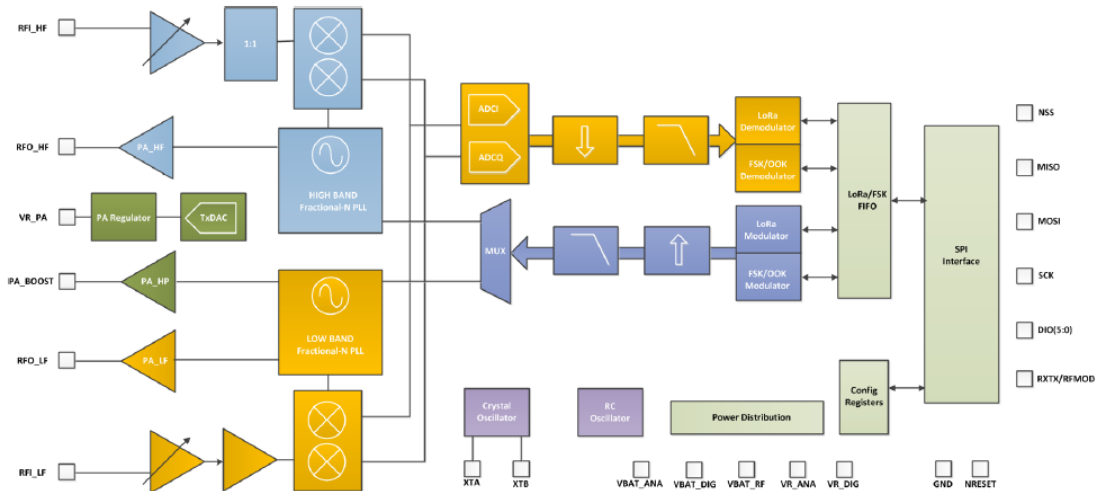 RFI_HF
1:1
RFO_HF
PA_HF
HIGH BAND
Fractional-N PLL
VR_PA
PA Regulator
TxDAC
PA_BOOST
PA_HP
LOW BAND
Fractional-N PLL
RFO_LF
PA_LF
RFI_LF
ADCI
ADCQ
LoRa
Demodulator
FSK/OOK
Demodulator
MUX
LoRa
Modulator
FSK/OOK
Modulator
LoRa/FSK
FIFO
SPI
Interface
Config
Registers
Crystal
Oscillator
RC
Oscillator
Power Distribution
XTA
XTB
VBAT_ANA
VBAT_DIG
VBAT_RF
VR_ANA
VR_DIG
GND
NRESET
NSS
MISO
MOSI
SCK
DIO(5:0)
RXTX/RFMOD